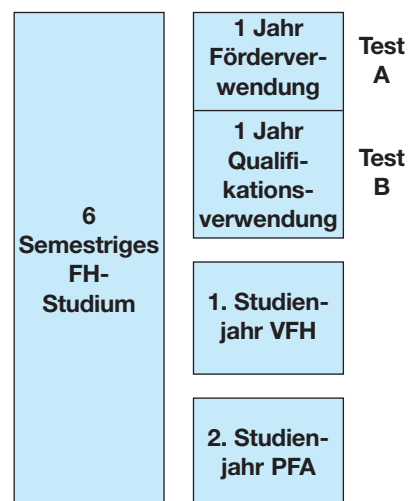 1 Jahr
Förderver-
wendung
Test
A
1 Jahr
Qualifi-
kations-
verwendung
Test
B
6
Semestriges
FH-
Studium
1. Studien-
jahr VFH
2. Studien-
jahr PFA